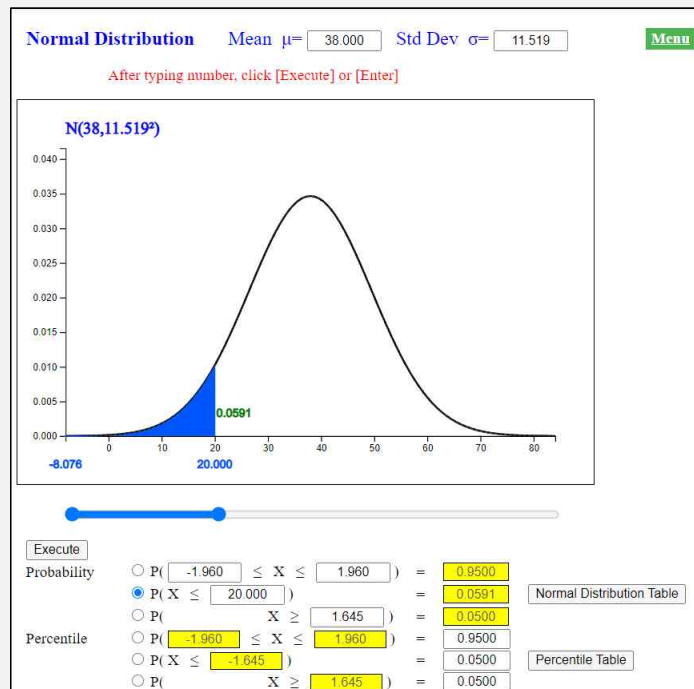 Normal Distribution Mean μ= 38.000 Std Dev σ= 11.519 Menu
After typing number, click [Execute] or [Enter]
N(38,11.519²)
0.040
0.035
0.030
0.025
0.020
0.015
0.010
0.005
0.0591
0.000
0 10 20 30 40 50 60 70 80
-8.076 20.000
Execute
Probability P( -1.960 ≤ X ≤ 1.960 ) = 0.9500
P( X ≤ 20.000 ) = 0.0591 Normal Distribution Table
P( X ≥ 1.645 ) = 0.0500
Percentile P( -1.960 ≤ X ≤ 1.960 ) = 0.9500
P( X ≤ -1.645 ) = 0.0500 Percentile Table
P( X ≥ 1.645 ) = 0.0500